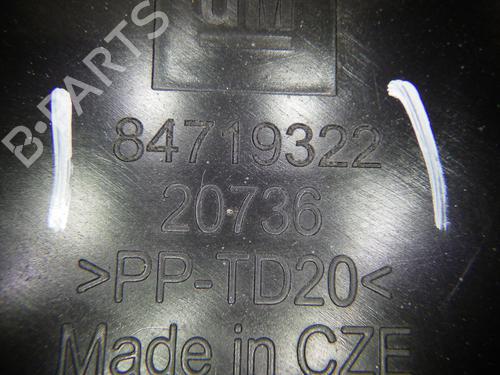 GM
84719322
20736
>PP-TD20<
Made in CZE
B-PARTS